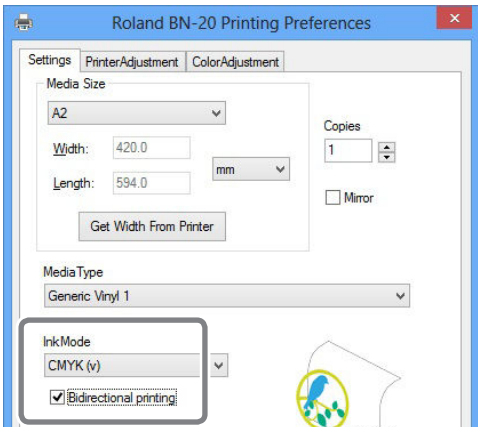 Roland BN-20 Printing Preferences
Settings PrinterAdjustment ColorAdjustment
Media Size
A2
Copies
Width: 420.0
1
mm
Length: 594.0
Mirror
Get Width From Printer
MediaType
Generic Vinyl 1
InkMode
CMYK (v)
Bidirectional printing